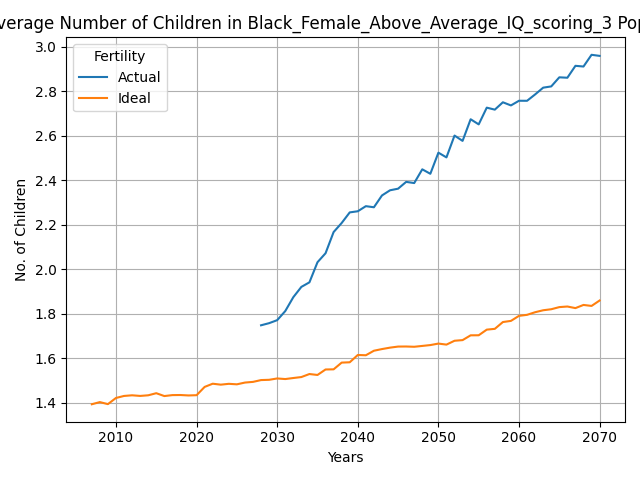 verage Number of Children in Black_Female_Above_Average_IQ_scoring_3 Pop
Fertility
Actual
Ideal
3.0
2.8
2.6
2.4
2.2
2.0
1.8
1.6
1.4
No. of Children
2010 2020 2030 2040 2050 2060 2070
Years